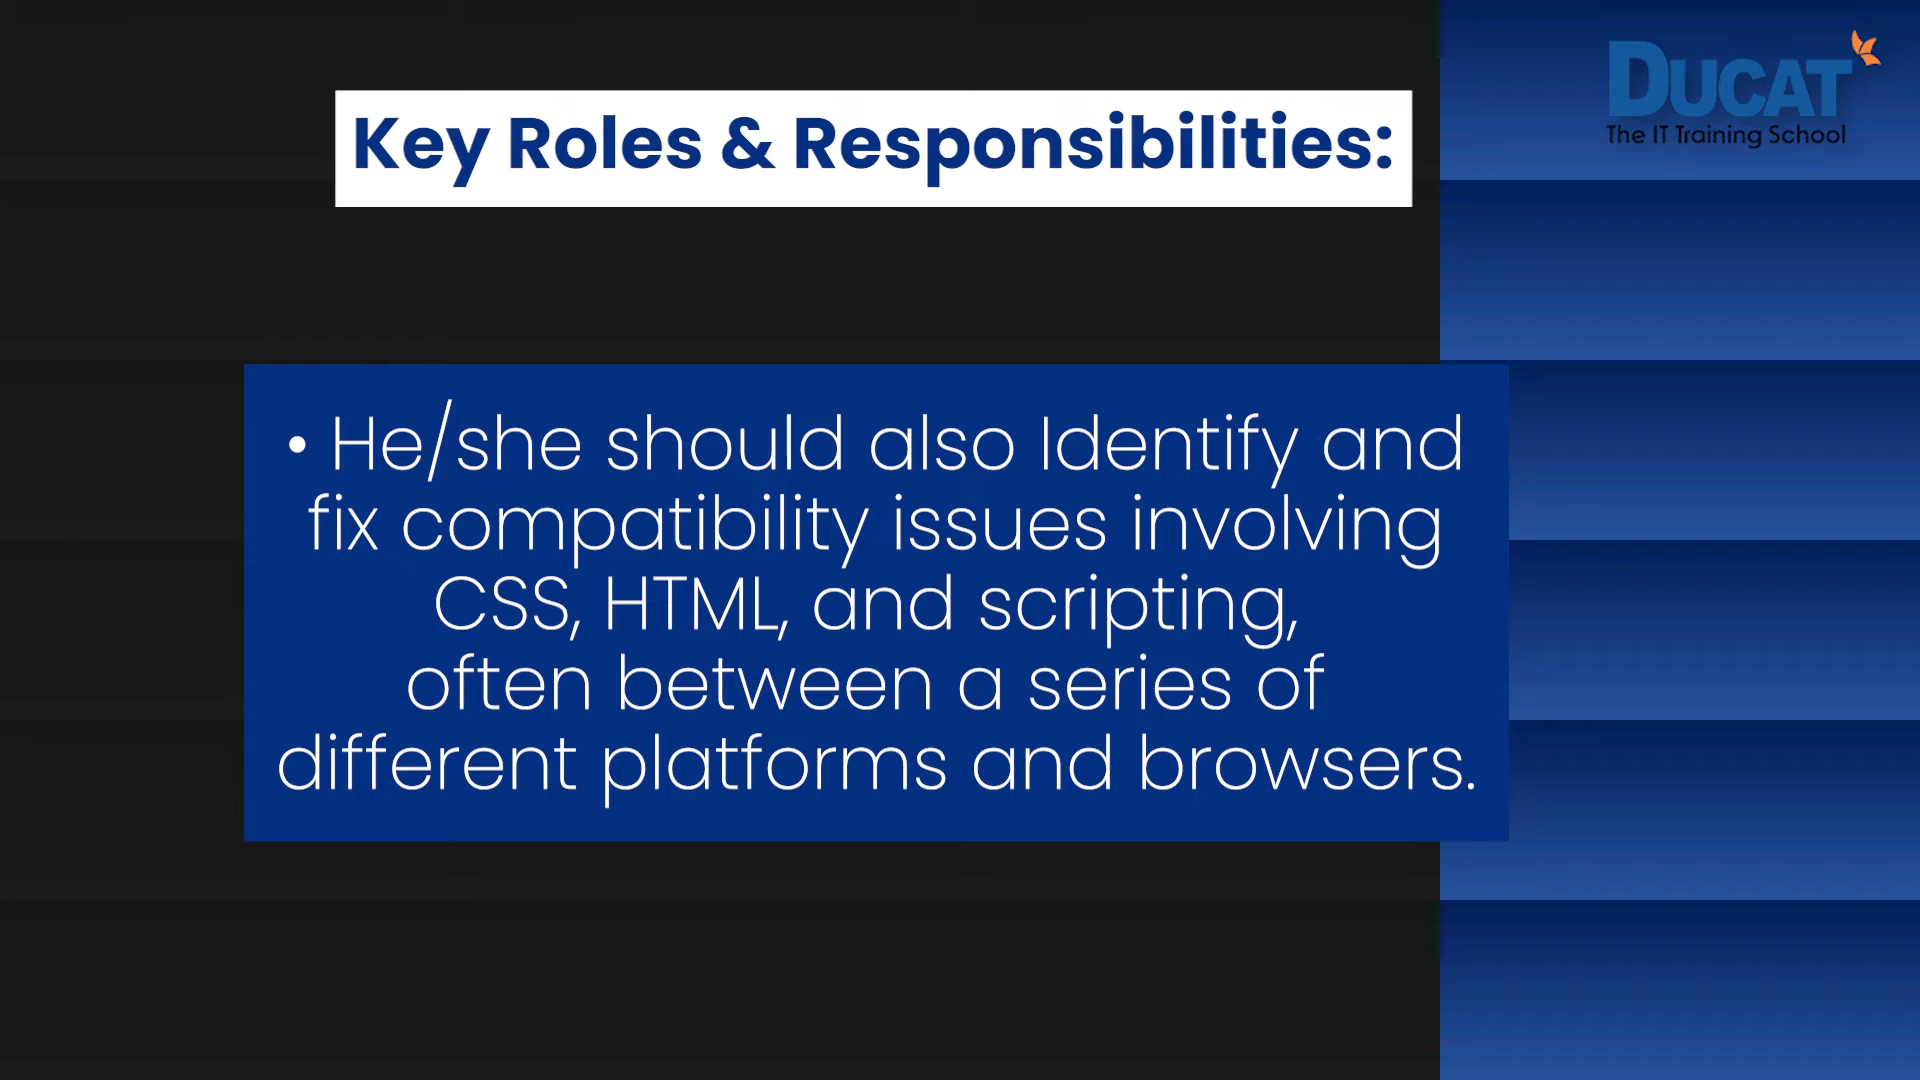 DUCAT
The IT Training School
Key Roles & Responsibilities:
• He/she should also Identify and
fix compatibility issues involving
CSS, HTML, and scripting,
often between a series of
different platforms and browsers.